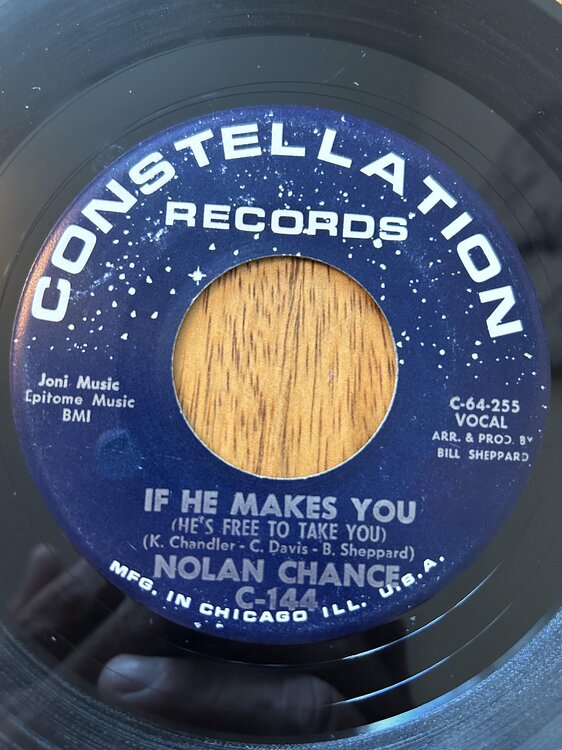 CONSTELLATION
RECORDS
Joni Music
Epitome Music
BMI
C-64-255
VOCAL
ARR. & PROD. BY
BILL SHEPPARD
IF HE MAKES YOU
(HE'S FREE TO TAKE YOU)
(K. Chandler - C. Davis - B. Sheppard)
NOLAN CHANCE
C-144
MFG. IN CHICAGO ILL. U.S.A.